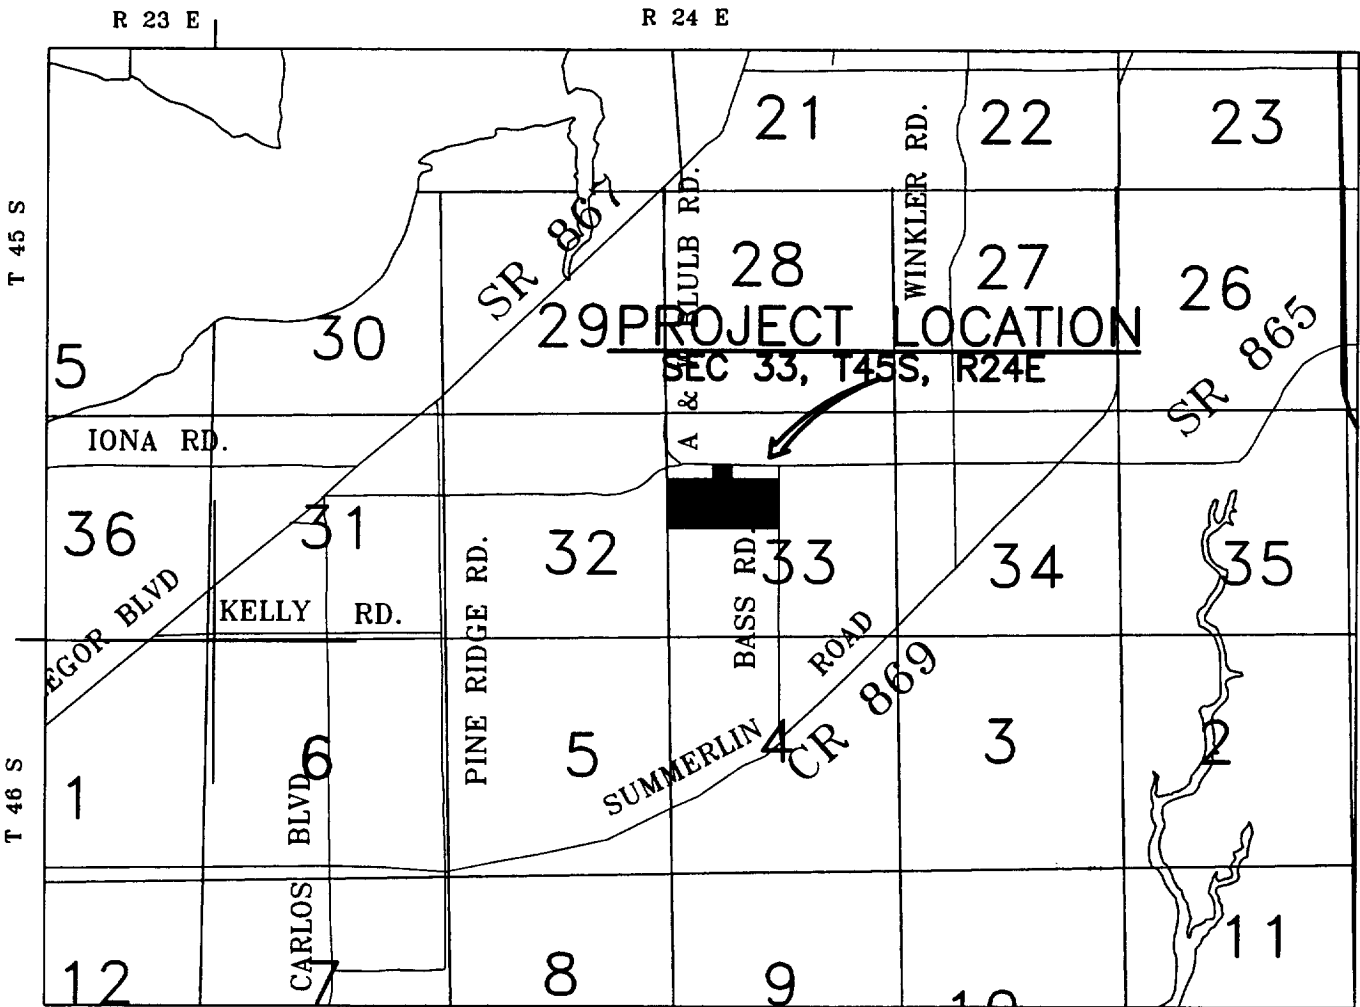 R 23 E
R 24 E
T 45 S
T 46 S
21
22
23
WINKLER RD.
SR 867
28
27
26
30
29
5
PROJECT LOCATION
SEC 33, T45S, R24E
SR 865
A &
RD.
IONA RD.
36
31
32
33
34
35
PINE RIDGE RD.
BASS RD.
KELLY RD.
EGOR BLVD
SUMMERLIN ROAD
CR 869
1
6
5
4
3
2
CARLOS BLVD
12
7
8
9
10
11